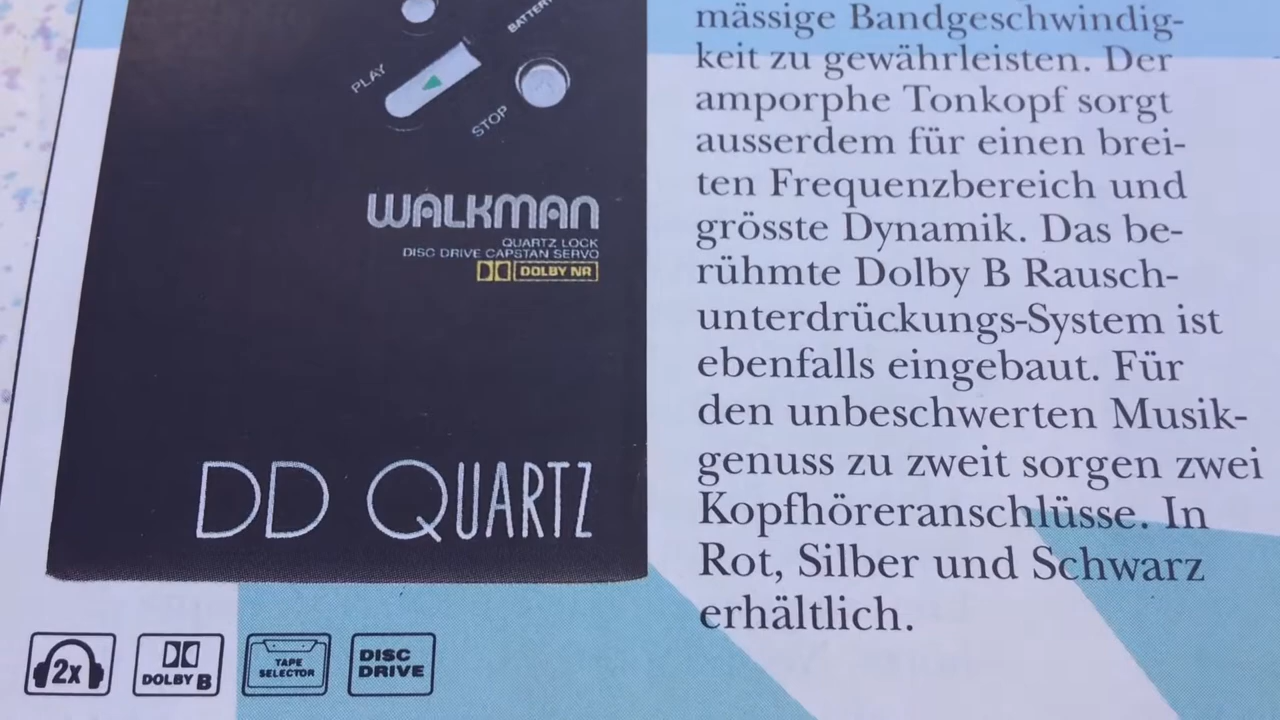 BATTERY
PLAY
STOP
WALKMAN
QUARTZ LOCK
DISC DRIVE CAPSTAN SERVO
DOLBY NR
DD QUARTZ
2x
DOLBY B
TAPE
SELECTOR
DISC
DRIVE
mässige Bandgeschwindig-
keit zu gewährleisten. Der
amporphe Tonkopf sorgt
ausserdem für einen brei-
ten Frequenzbereich und
grösste Dynamik. Das be-
rühmte Dolby B Rausch-
unterdrückungs-System ist
ebenfalls eingebaut. Für
den unbeschwerten Musik-
genuss zu zweit sorgen zwei
Kopfhöreranschlüsse. In
Rot, Silber und Schwarz
erhältlich.